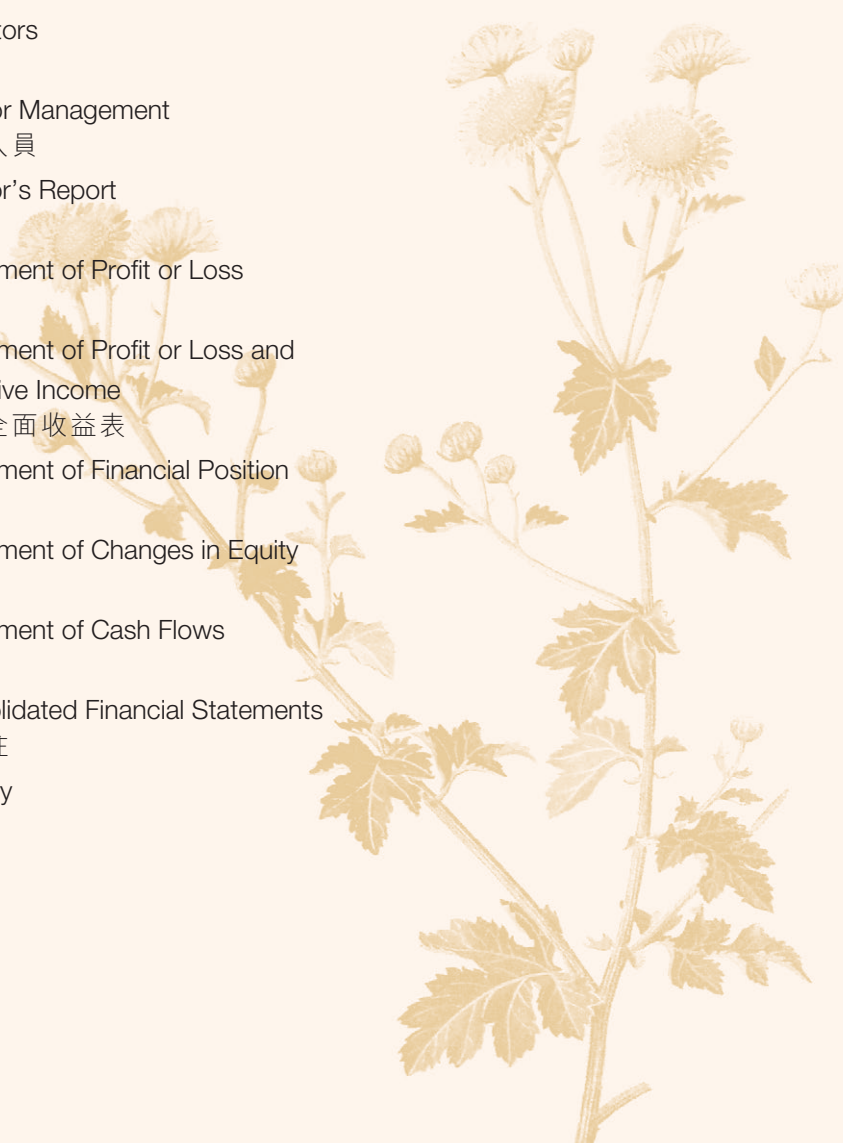 tors
or Management
人員
or's Report
ment of Profit or Loss
ment of Profit or Loss and
ive Income
全面收益表
ment of Financial Position
ment of Changes in Equity
ment of Cash Flows
olidated Financial Statements
註
y